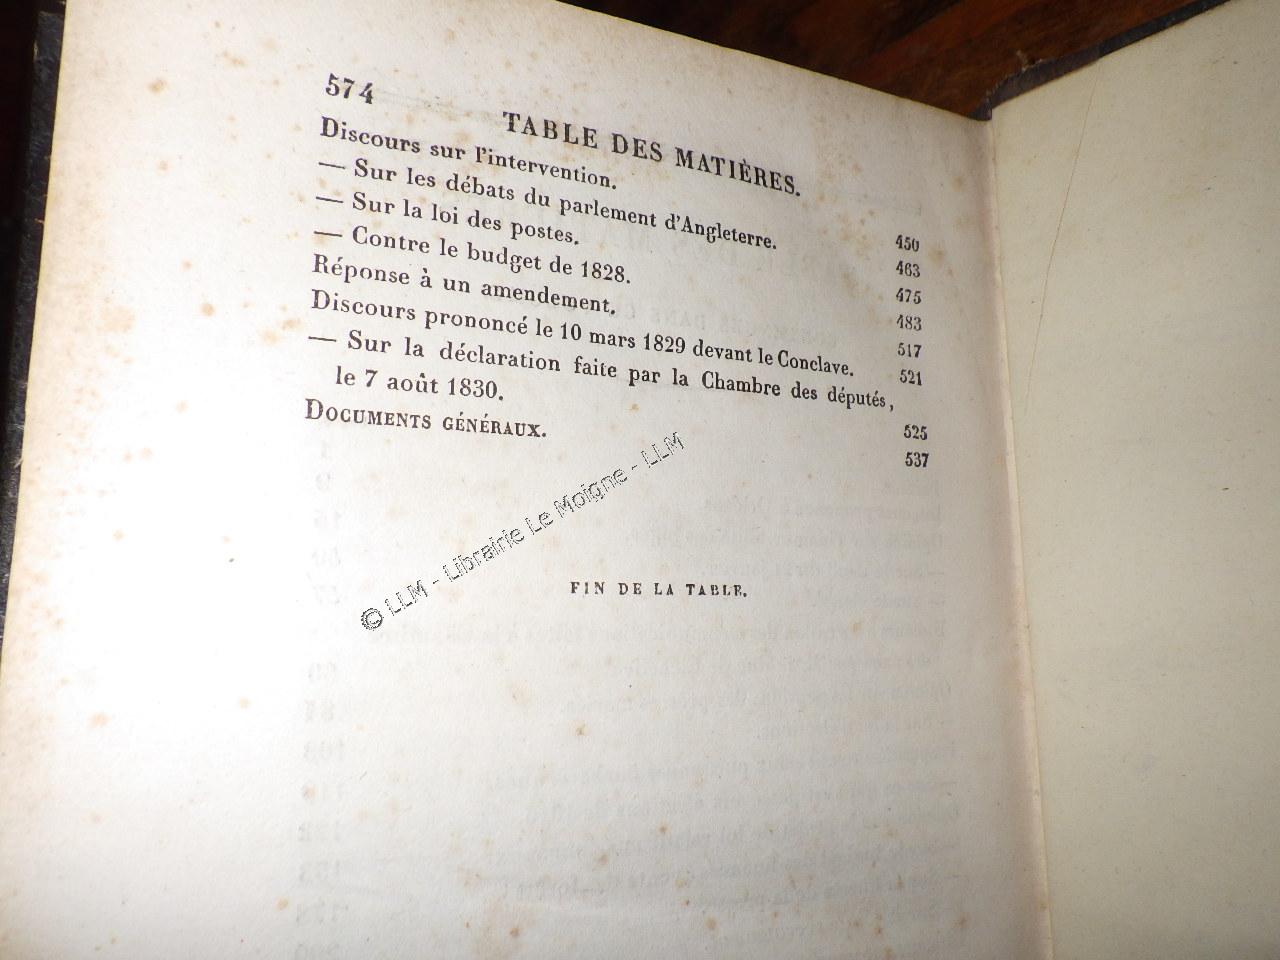 574
TABLE DES MATIÈRES.
Discours sur l'intervention. 450
— Sur les débats du parlement d'Angleterre. 463
— Sur la loi des postes. 475
— Contre le budget de 1828. 483
Réponse à un amendement. 517
Discours prononcé le 10 mars 1829 devant le Conclave. 521
— Sur la déclaration faite par la Chambre des députés,
le 7 août 1830. 525
DOCUMENTS GÉNÉRAUX. 537
© LLM - Librairie Le Moigne - LLM
FIN DE LA TABLE.